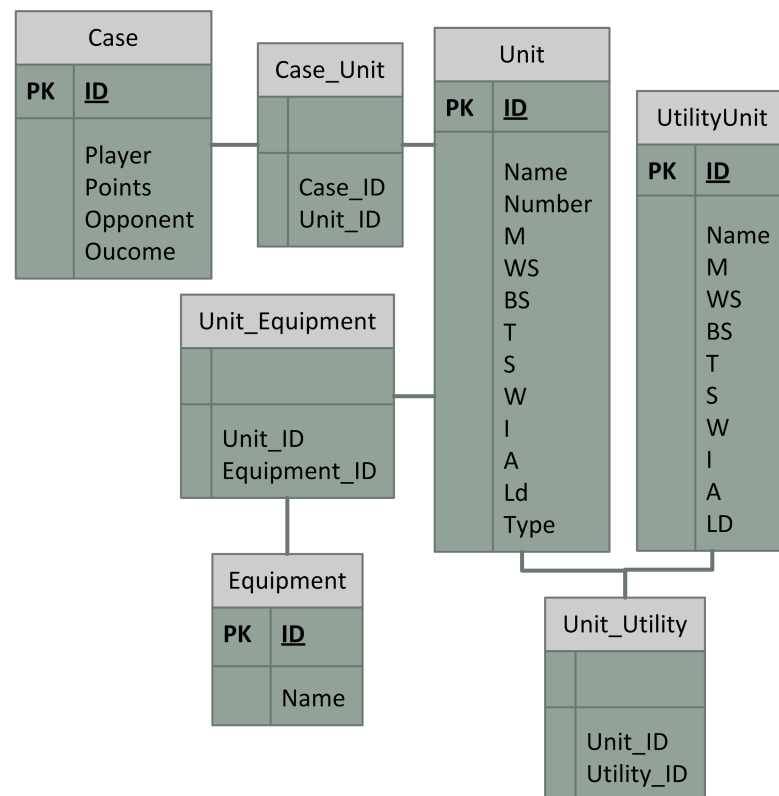 Case
PK ID
Player
Points
Opponent
Oucome
Case_Unit
Case_ID
Unit_ID
Unit
PK ID
Name
Number
M
WS
BS
T
S
W
I
A
Ld
Type
UtilityUnit
PK ID
Name
M
WS
BS
T
S
W
I
A
LD
Unit_Equipment
Unit_ID
Equipment_ID
Equipment
PK ID
Name
Unit_Utility
Unit_ID
Utility_ID